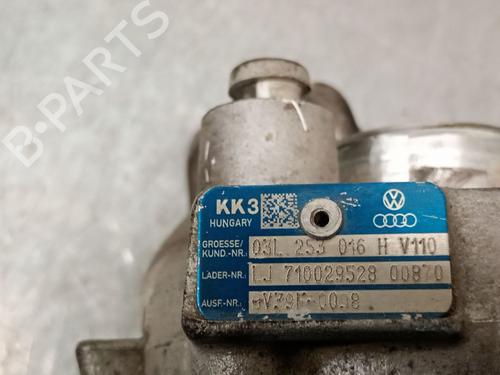 B-PARTS
KK3
HUNGARY
GROESSE/
KUND.-NR.: 03L 253 016 H V110
LADER-NR.: LJ 710029528 00870
AUSF.-NR.: